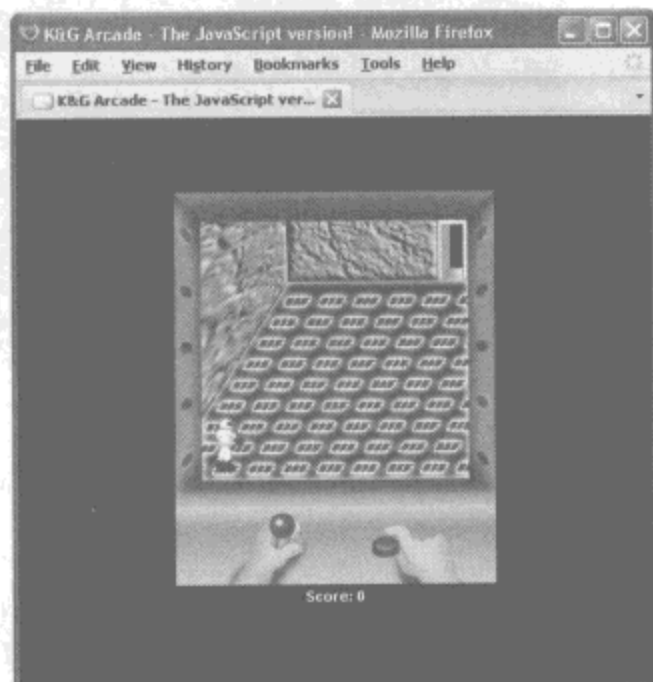 K&G Arcade - The JavaScript version! - Mozilla Firefox
File Edit View History Bookmarks Tools Help
K&G Arcade - The JavaScript ver...
Score: 0